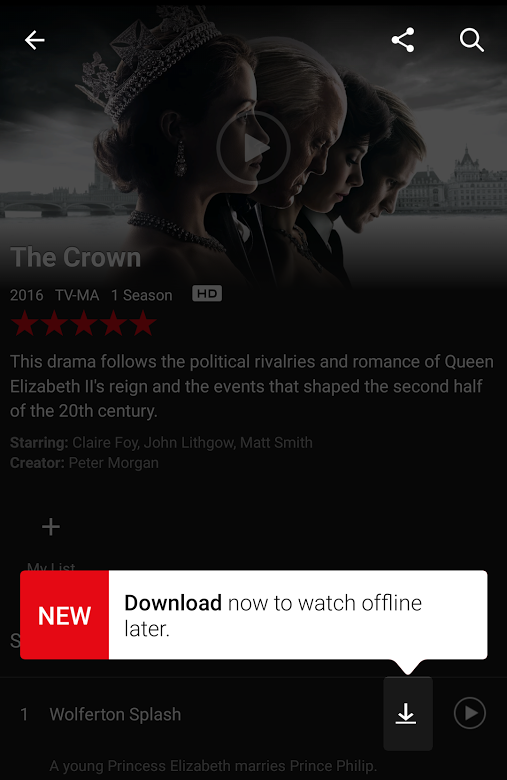 The Crown
2016 TV-MA 1 Season HD
This drama follows the political rivalries and romance of Queen
Elizabeth II's reign and the events that shaped the second half
of the 20th century.
Starring: Claire Foy, John Lithgow, Matt Smith
Creator: Peter Morgan
My List
NEW
Download now to watch offline
later.
S
1 Wolferton Splash
A young Princess Elizabeth marries Prince Philip.